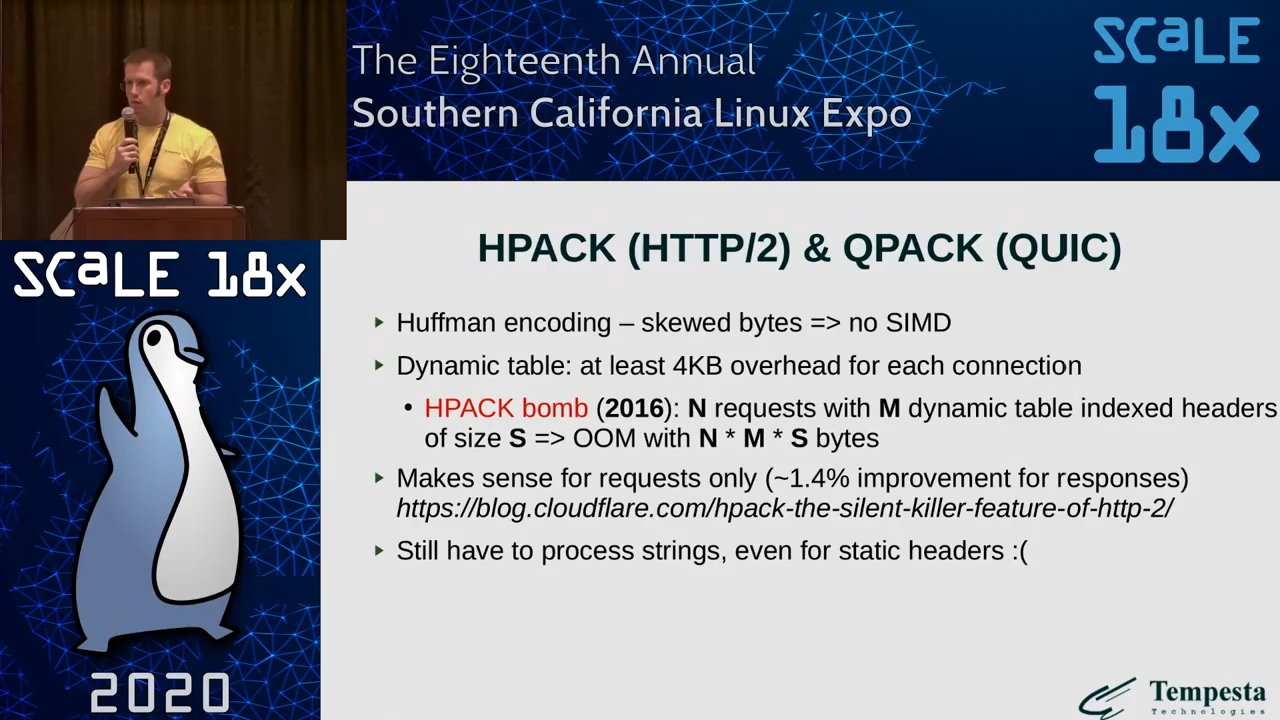 The Eighteenth Annual
Southern California Linux Expo
SCaLE
18x
SCaLE 18x
2020
HPACK (HTTP/2) & QPACK (QUIC)
Huffman encoding – skewed bytes => no SIMD
Dynamic table: at least 4KB overhead for each connection
• HPACK bomb (2016): N requests with M dynamic table indexed headers
of size S => OOM with N * M * S bytes
Makes sense for requests only (~1.4% improvement for responses)
https://blog.cloudflare.com/hpack-the-silent-killer-feature-of-http-2/
Still have to process strings, even for static headers :(
Tempesta
Technologies